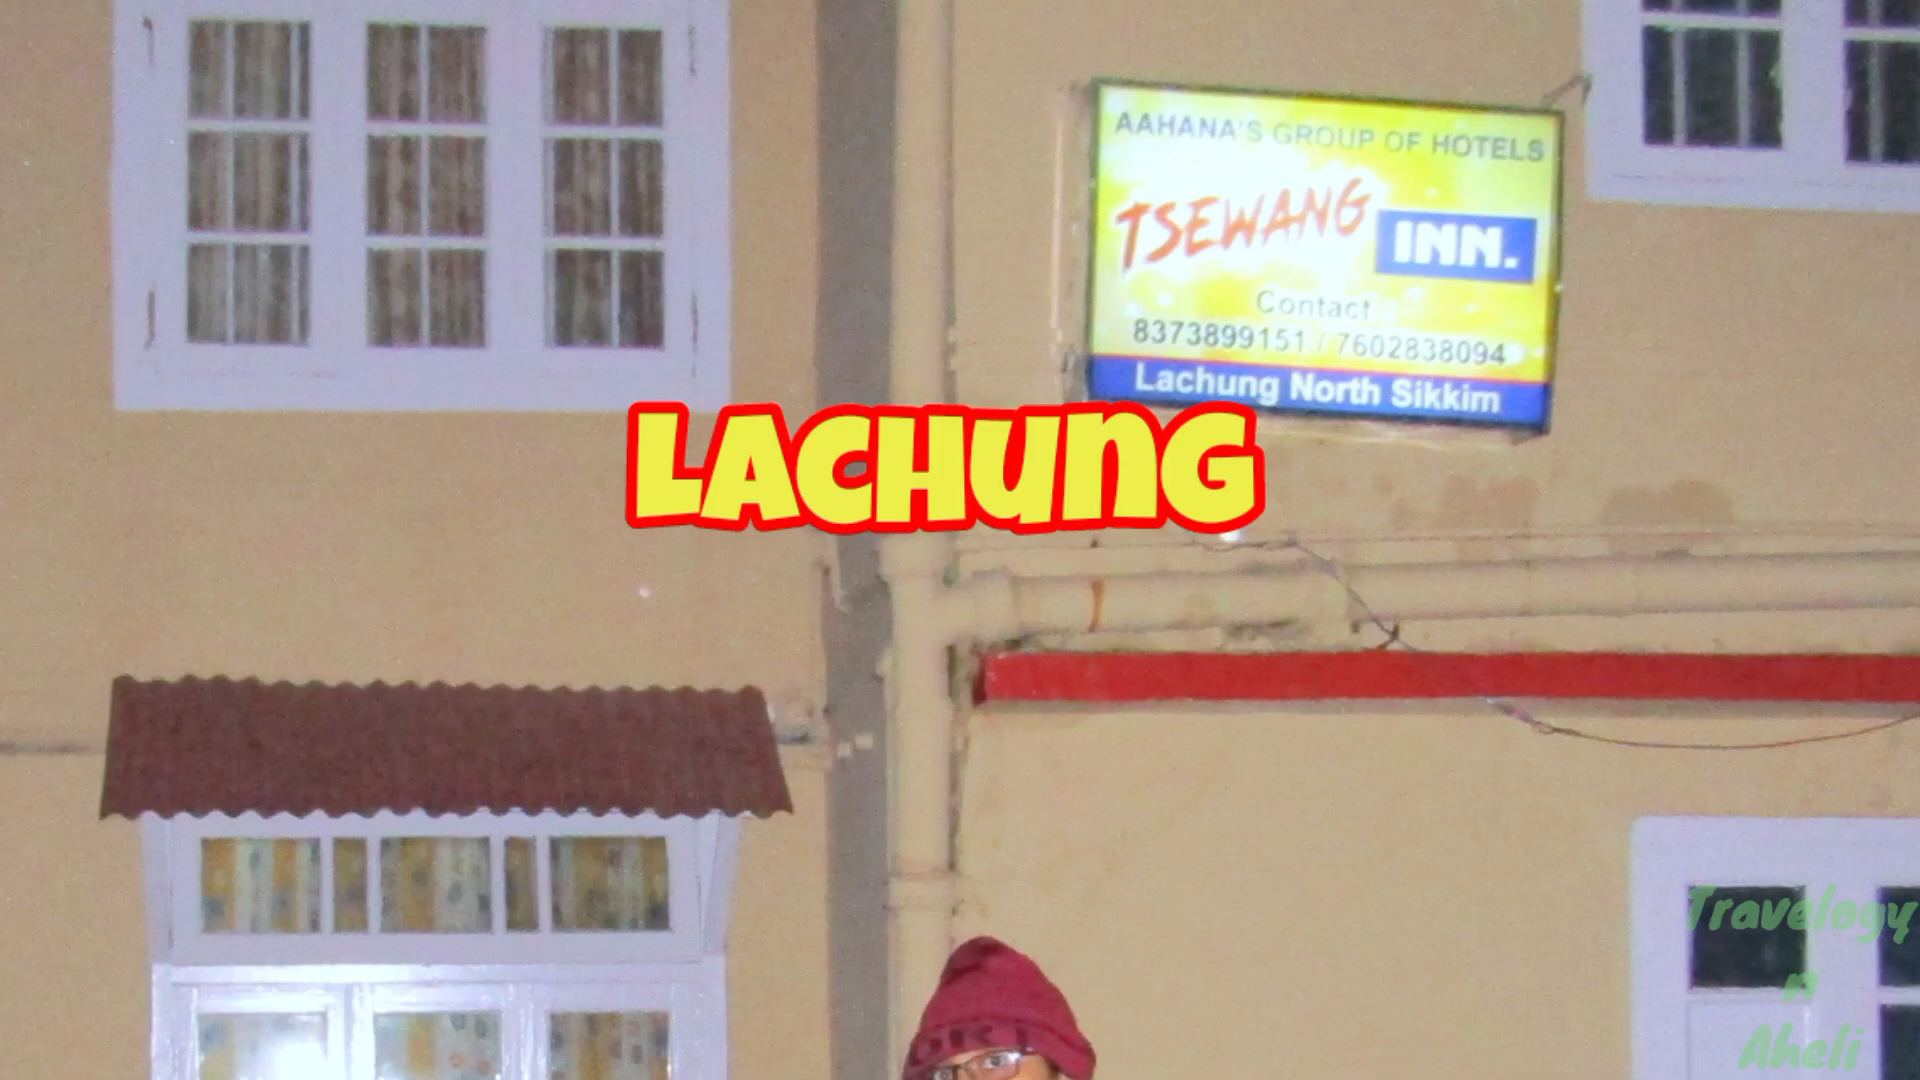 AAHANA'S GROUP OF HOTELS
TSEWANG INN.
Contact
8373899151 / 7602838094
Lachung North Sikkim
LACHUNG
Travelogy
n
Aheli